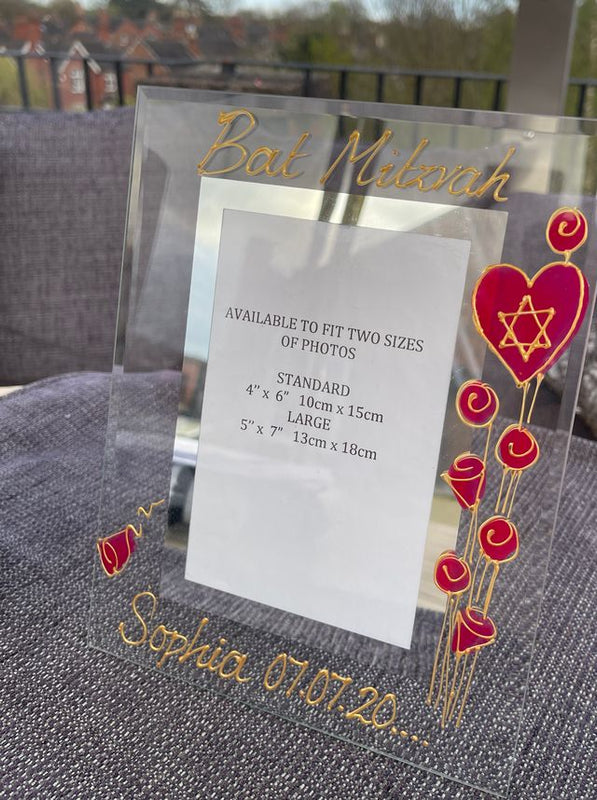 Bat Mitzvah
AVAILABLE TO FIT TWO SIZES
OF PHOTOS
STANDARD
4” x 6” 10cm x 15cm
LARGE
5” x 7” 13cm x 18cm
Sophia 07.07.20....